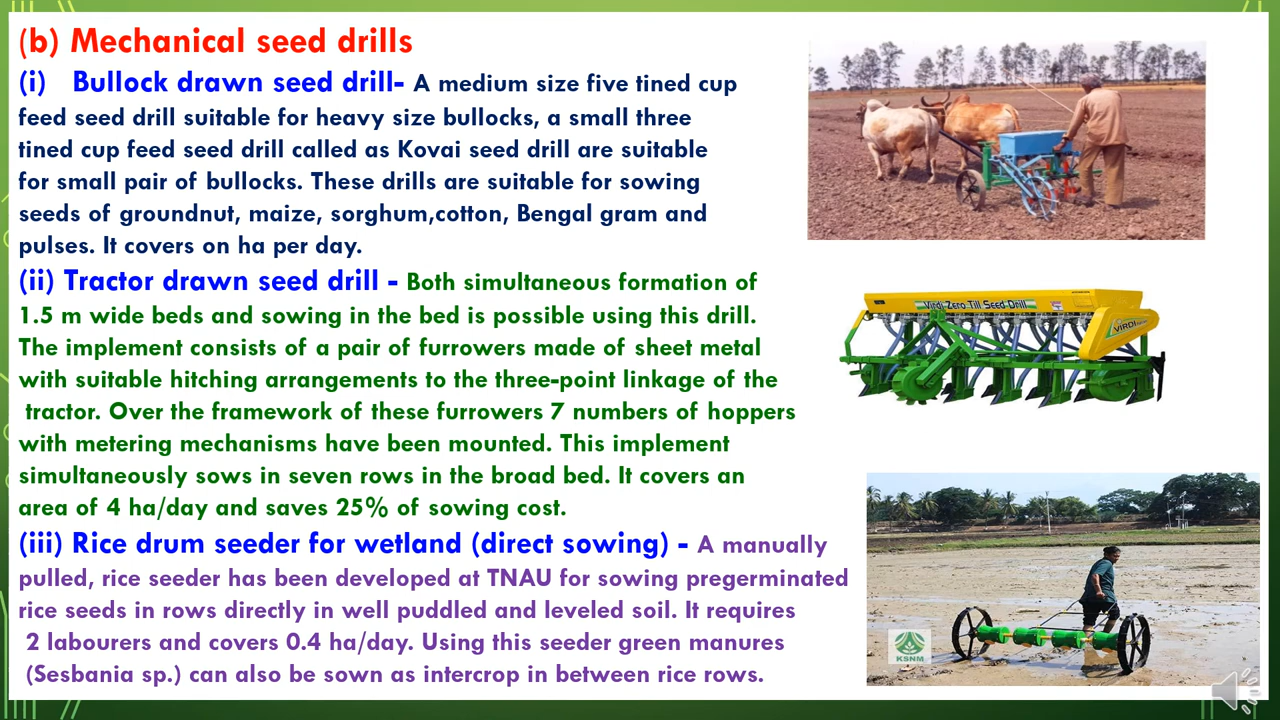 (b) Mechanical seed drills
(i) Bullock drawn seed drill- A medium size five tined cup
feed seed drill suitable for heavy size bullocks, a small three
tined cup feed seed drill called as Kovai seed drill are suitable
for small pair of bullocks. These drills are suitable for sowing
seeds of groundnut, maize, sorghum,cotton, Bengal gram and
pulses. It covers on ha per day.
(ii) Tractor drawn seed drill - Both simultaneous formation of
1.5 m wide beds and sowing in the bed is possible using this drill.
The implement consists of a pair of furrowers made of sheet metal
with suitable hitching arrangements to the three-point linkage of the
tractor. Over the framework of these furrowers 7 numbers of hoppers
with metering mechanisms have been mounted. This implement
simultaneously sows in seven rows in the broad bed. It covers an
area of 4 ha/day and saves 25% of sowing cost.
(iii) Rice drum seeder for wetland (direct sowing) - A manually
pulled, rice seeder has been developed at TNAU for sowing pregerminated
rice seeds in rows directly in well puddled and leveled soil. It requires
2 labourers and covers 0.4 ha/day. Using this seeder green manures
(Sesbania sp.) can also be sown as intercrop in between rice rows.
Virdi Zero Till Seed Drill
VIRDI
KSNM